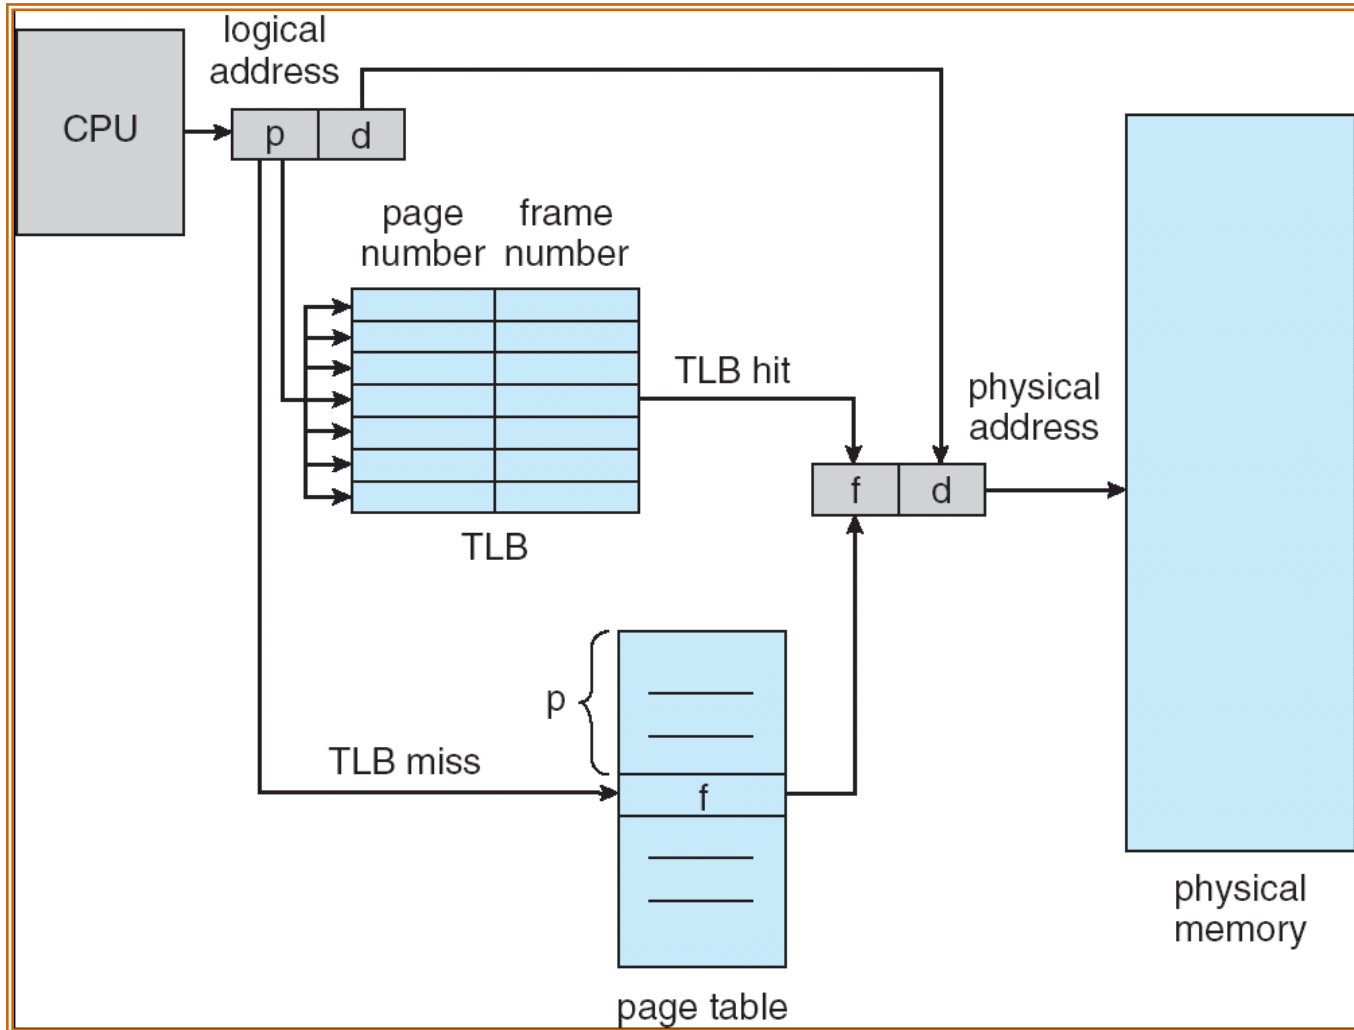 logical
address
CPU
p
d
page
number
frame
number
TLB hit
physical
address
f
d
TLB
p
TLB miss
f
physical
memory
page table